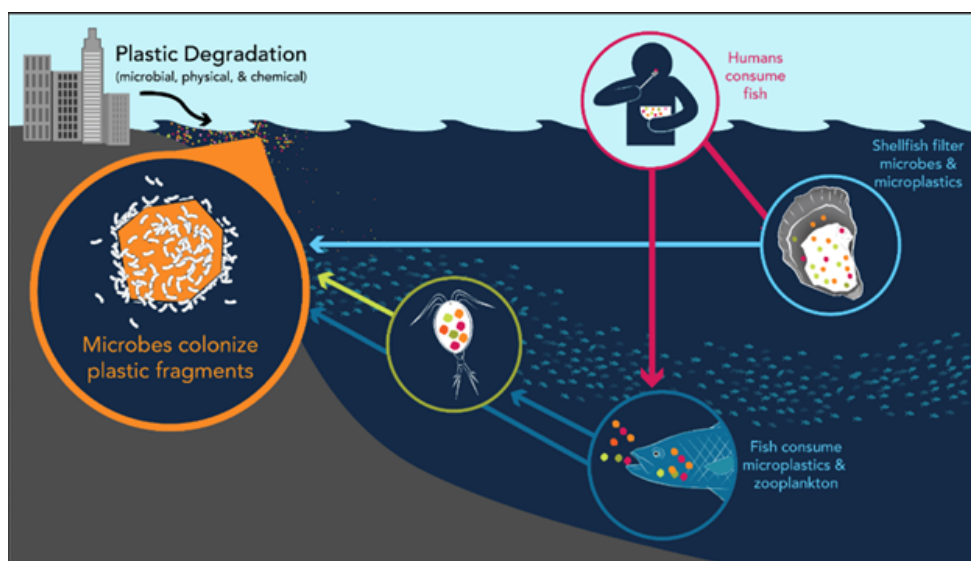 Plastic Degradation
(microbial, physical, & chemical)
Humans
consume
fish
Shellfish filter
microbes &
microplastics
Microbes colonize
plastic fragments
Fish consume
microplastics &
zooplankton